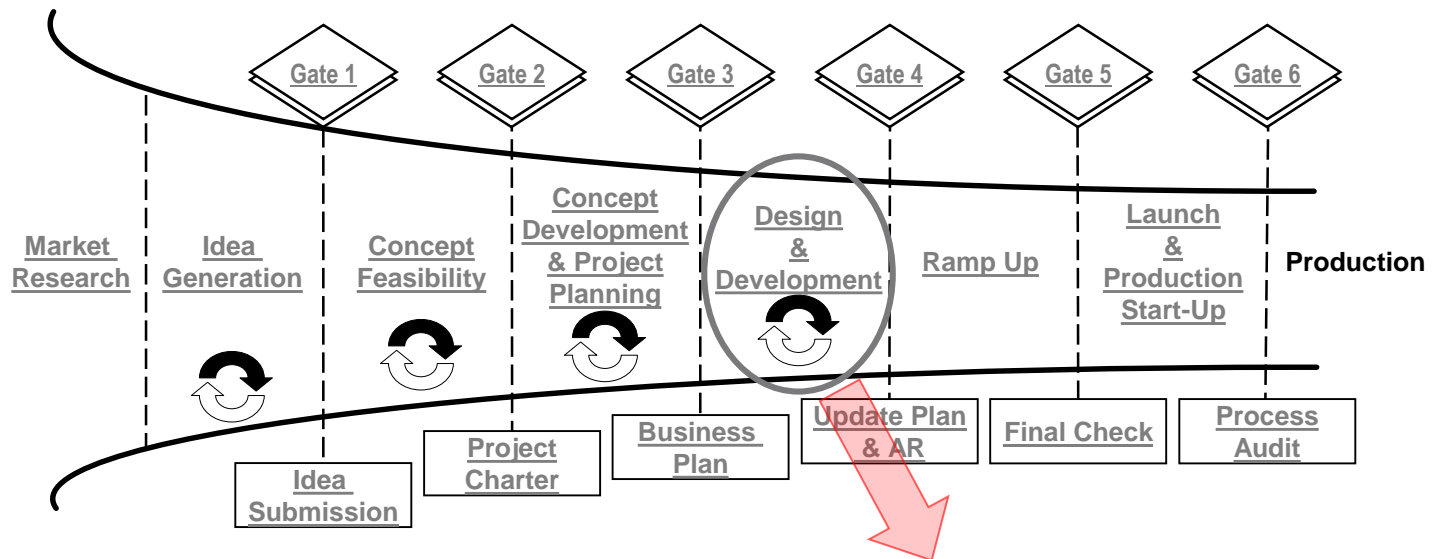 Gate 1
Gate 2
Gate 3
Gate 4
Gate 5
Gate 6
Market
Research
Idea
Generation
Concept
Feasibility
Concept
Development
& Project
Planning
Design
&
Development
Ramp Up
Launch
&
Production
Start-Up
Production
Idea
Submission
Project
Charter
Business
Plan
Update Plan
& AR
Final Check
Process
Audit